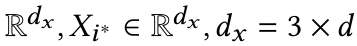 ℝ^{d_x}, X_{i*} ∈ ℝ^{d_x}, d_x = 3 × d